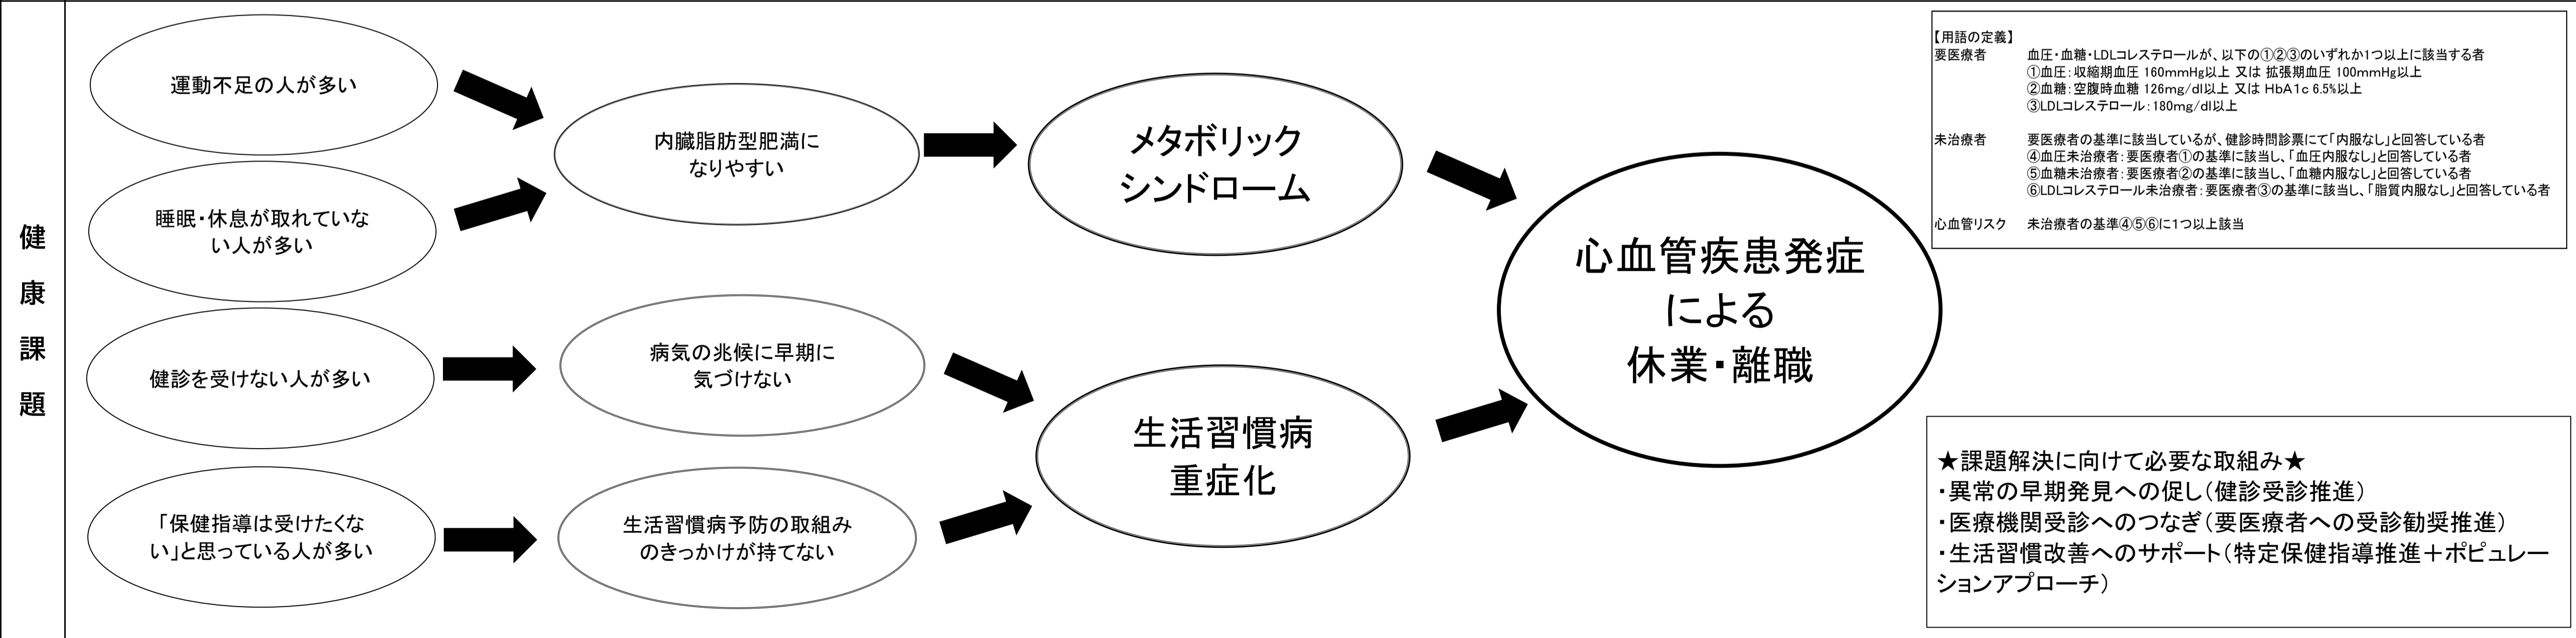 健
康
課
題
運動不足の人が多い
睡眠・休息が取れていな
い人が多い
健診を受けない人が多い
「保健指導は受けたくな
い」と思っている人が多い
内臓脂肪型肥満に
なりやすい
病気の兆候に早期に
気づけない
生活習慣病予防の取組み
のきっかけが持てない
メタボリック
シンドローム
生活習慣病
重症化
心血管疾患発症
による
休業・離職
【用語の定義】
要医療者 血圧・血糖・LDLコレステロールが、以下の①②③のいずれか1つ以上に該当する者
①血圧：収縮期血圧 160mmHg以上 又は 拡張期血圧 100mmHg以上
②血糖：空腹時血糖 126mg/dl以上 又は HbA1c 6.5%以上
③LDLコレステロール：180mg/dl以上
未治療者 要医療者の基準に該当しているが、健診時問診票にて「内服なし」と回答している者
④血圧未治療者：要医療者①の基準に該当し、「血圧内服なし」と回答している者
⑤血糖未治療者：要医療者②の基準に該当し、「血糖内服なし」と回答している者
⑥LDLコレステロール未治療者：要医療者③の基準に該当し、「脂質内服なし」と回答している者
心血管リスク 未治療者の基準④⑤⑥に1つ以上該当
★課題解決に向けて必要な取組み★
・異常の早期発見への促し（健診受診推進）
・医療機関受診へのつなぎ（要医療者への受診勧奨推進）
・生活習慣改善へのサポート（特定保健指導推進＋ポピュレー
ションアプローチ）